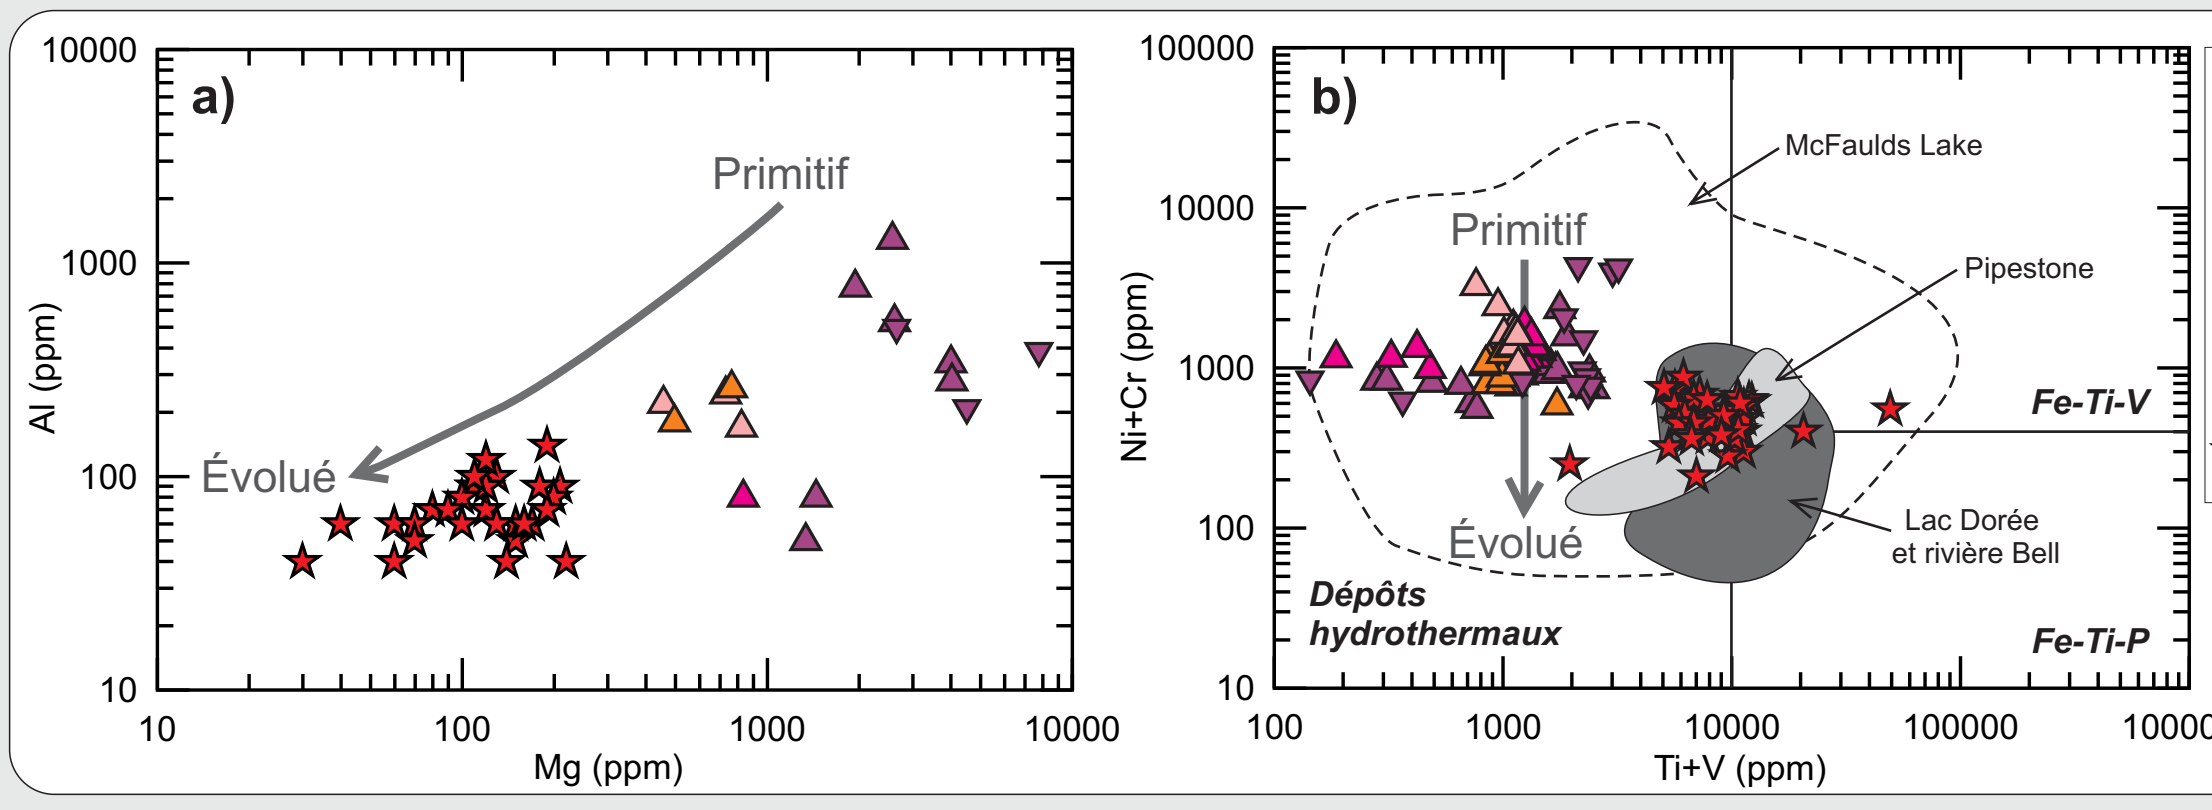 a)
10000
1000
100
10
Al (ppm)
Primitif
Évolué
10
100
1000
10000
Mg (ppm)
b)
100000
10000
1000
100
10
Ni+Cr (ppm)
McFaulds Lake
Primitif
Pipestone
Fe-Ti-V
Lac Dorée
et rivière Bell
Évolué
Dépôts
hydrothermaux
Fe-Ti-P
100
1000
10000
100000
Ti+V (ppm)